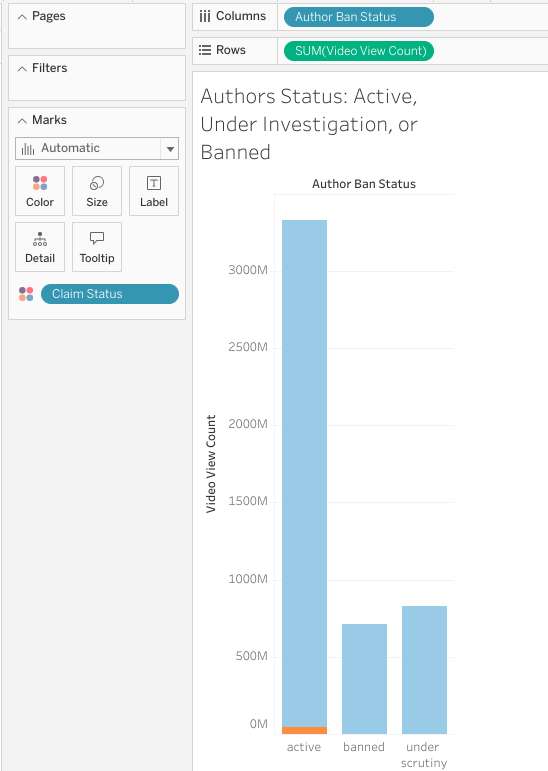 Pages
Filters
Marks
Automatic
Color
Size
Label
Detail
Tooltip
Claim Status
Columns
Author Ban Status
Rows
SUM(Video View Count)
Authors Status: Active,
Under Investigation, or
Banned
Author Ban Status
Video View Count
3000M
2500M
2000M
1500M
1000M
500M
0M
active
banned
under
scrutiny